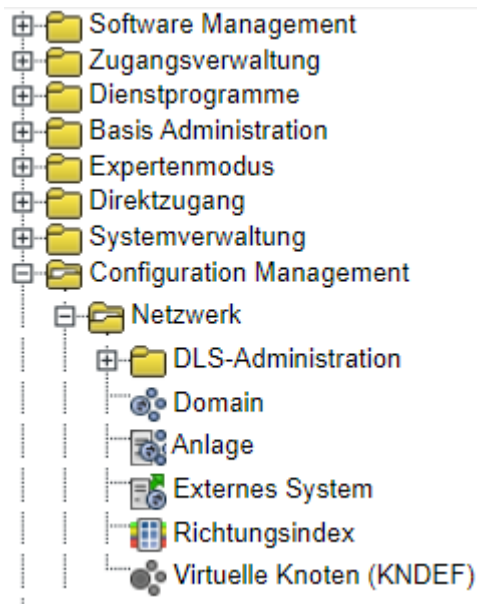 Software Management
Zugangsverwaltung
Dienstprogramme
Basis Administration
Expertenmodus
Direktzugang
Systemverwaltung
Configuration Management
Netzwerk
DLS-Administration
Domain
Anlage
Externes System
Richtungsindex
Virtuelle Knoten (KNDEF)